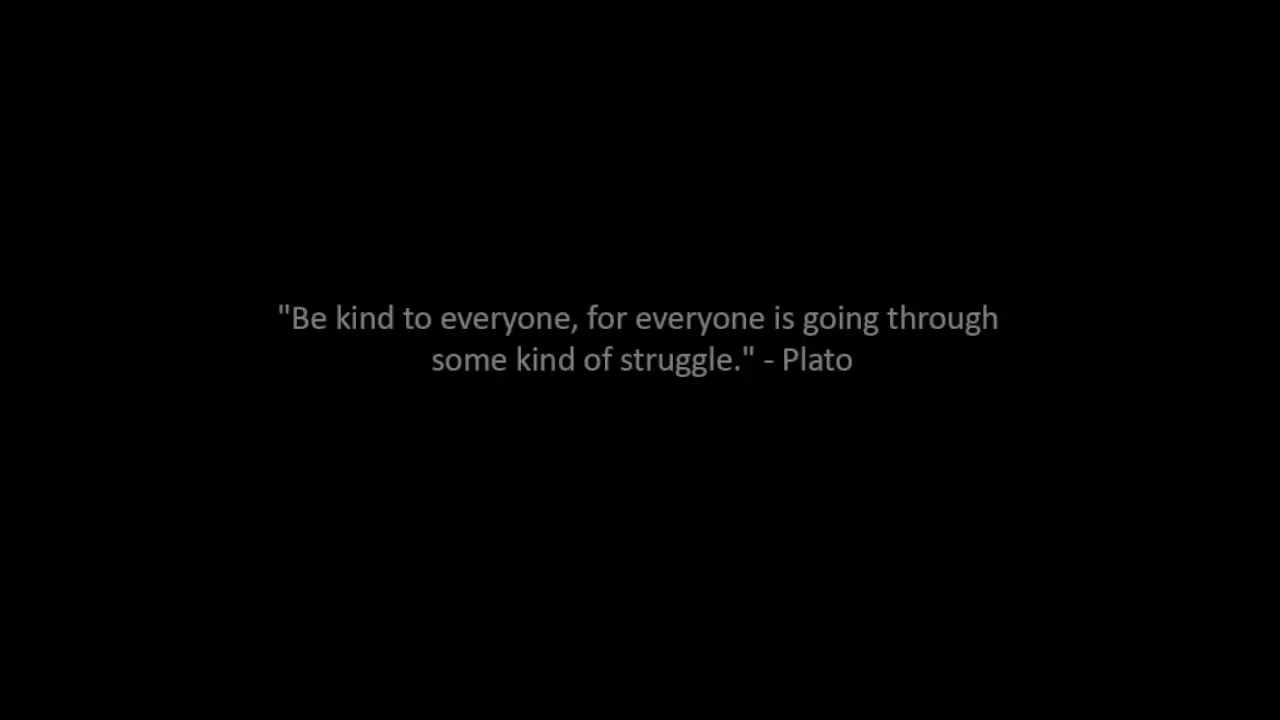 "Be kind to everyone, for everyone is going through
some kind of struggle." - Plato